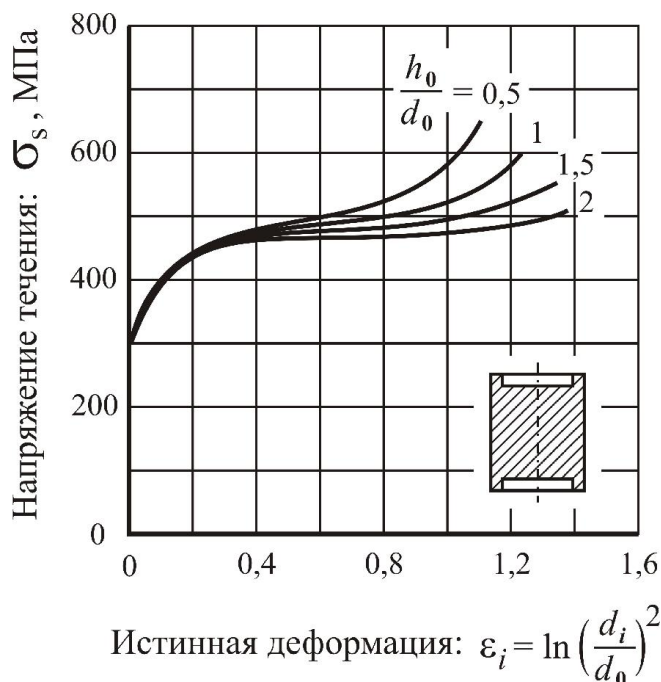 Напряжение течения: σs, МПа
800
600
400
200
0
h0/d0 = 0,5
1
1,5
2
0 0,4 0,8 1,2 1,6
Истинная деформация: εi = ln (di/d0)²